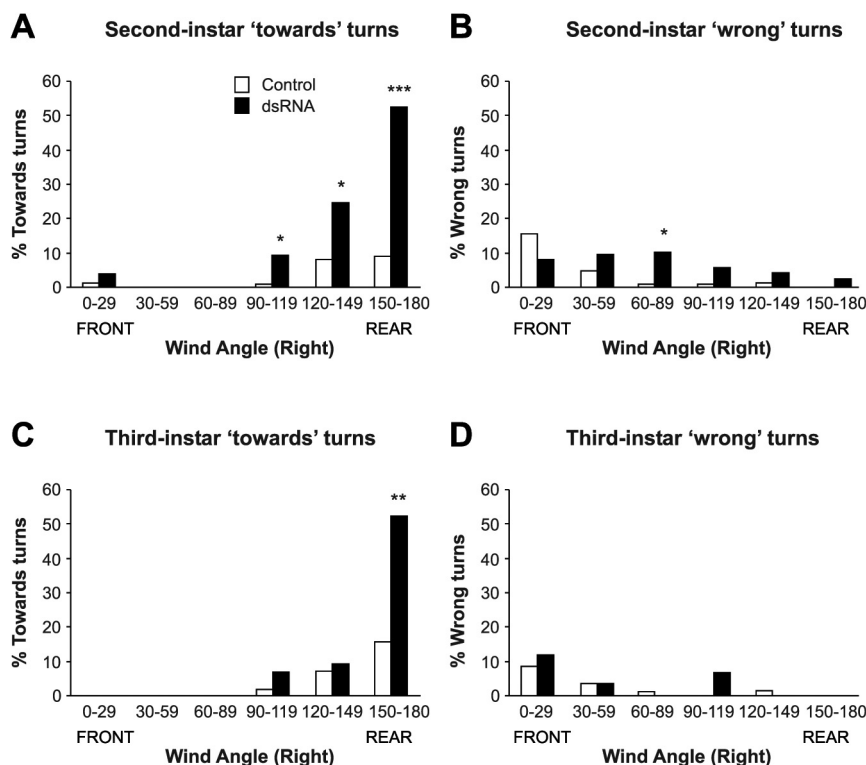 A
Second-instar ‘towards’ turns
% Towards turns
60
50
40
30
20
10
0
Control
dsRNA
*
*
***
0-29 30-59 60-89 90-119 120-149 150-180
FRONT REAR
Wind Angle (Right)
B
Second-instar ‘wrong’ turns
% Wrong turns
60
50
40
30
20
10
0
*
0-29 30-59 60-89 90-119 120-149 150-180
FRONT REAR
Wind Angle (Right)
C
Third-instar ‘towards’ turns
% Towards turns
60
50
40
30
20
10
0
**
0-29 30-59 60-89 90-119 120-149 150-180
FRONT REAR
Wind Angle (Right)
D
Third-instar ‘wrong’ turns
% Wrong turns
60
50
40
30
20
10
0
0-29 30-59 60-89 90-119 120-149 150-180
FRONT REAR
Wind Angle (Right)